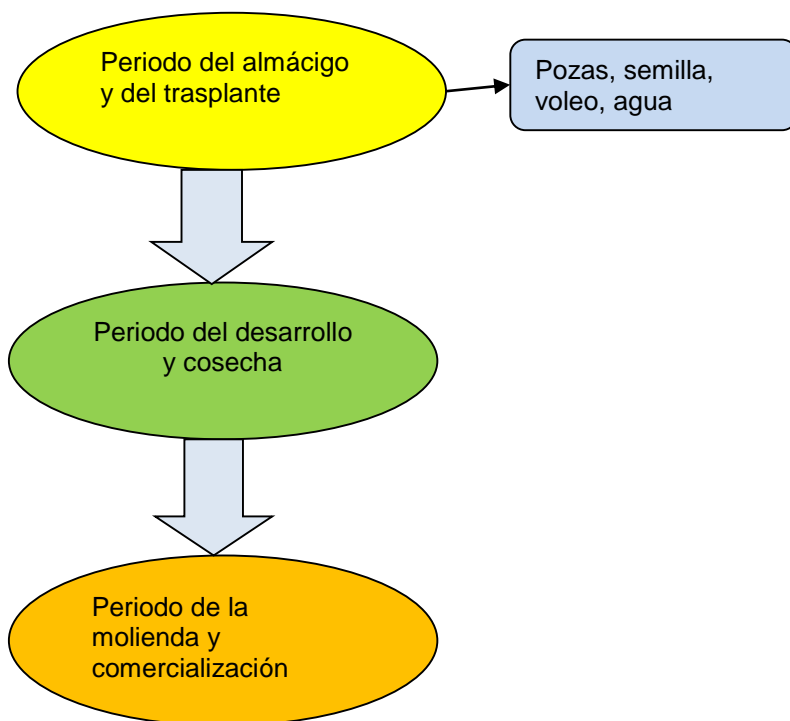 Periodo del almácigo
y del trasplante
Pozas, semilla,
voleo, agua
Periodo del desarrollo
y cosecha
Periodo de la
molienda y
comercialización